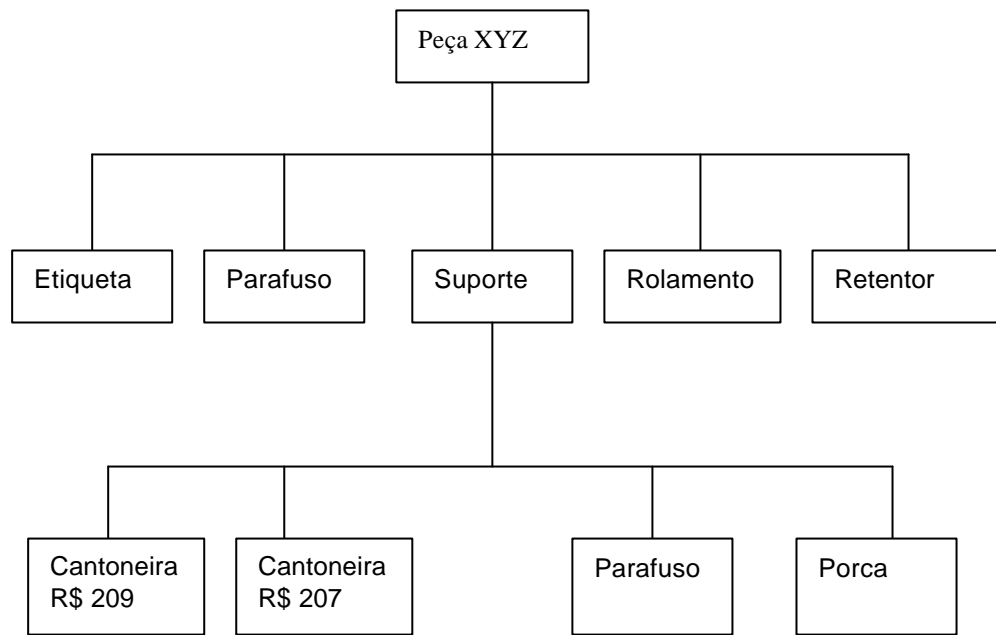 Peça XYZ
Etiqueta
Parafuso
Suporte
Rolamento
Retentor
Cantoneira
R$ 209
Cantoneira
R$ 207
Parafuso
Porca